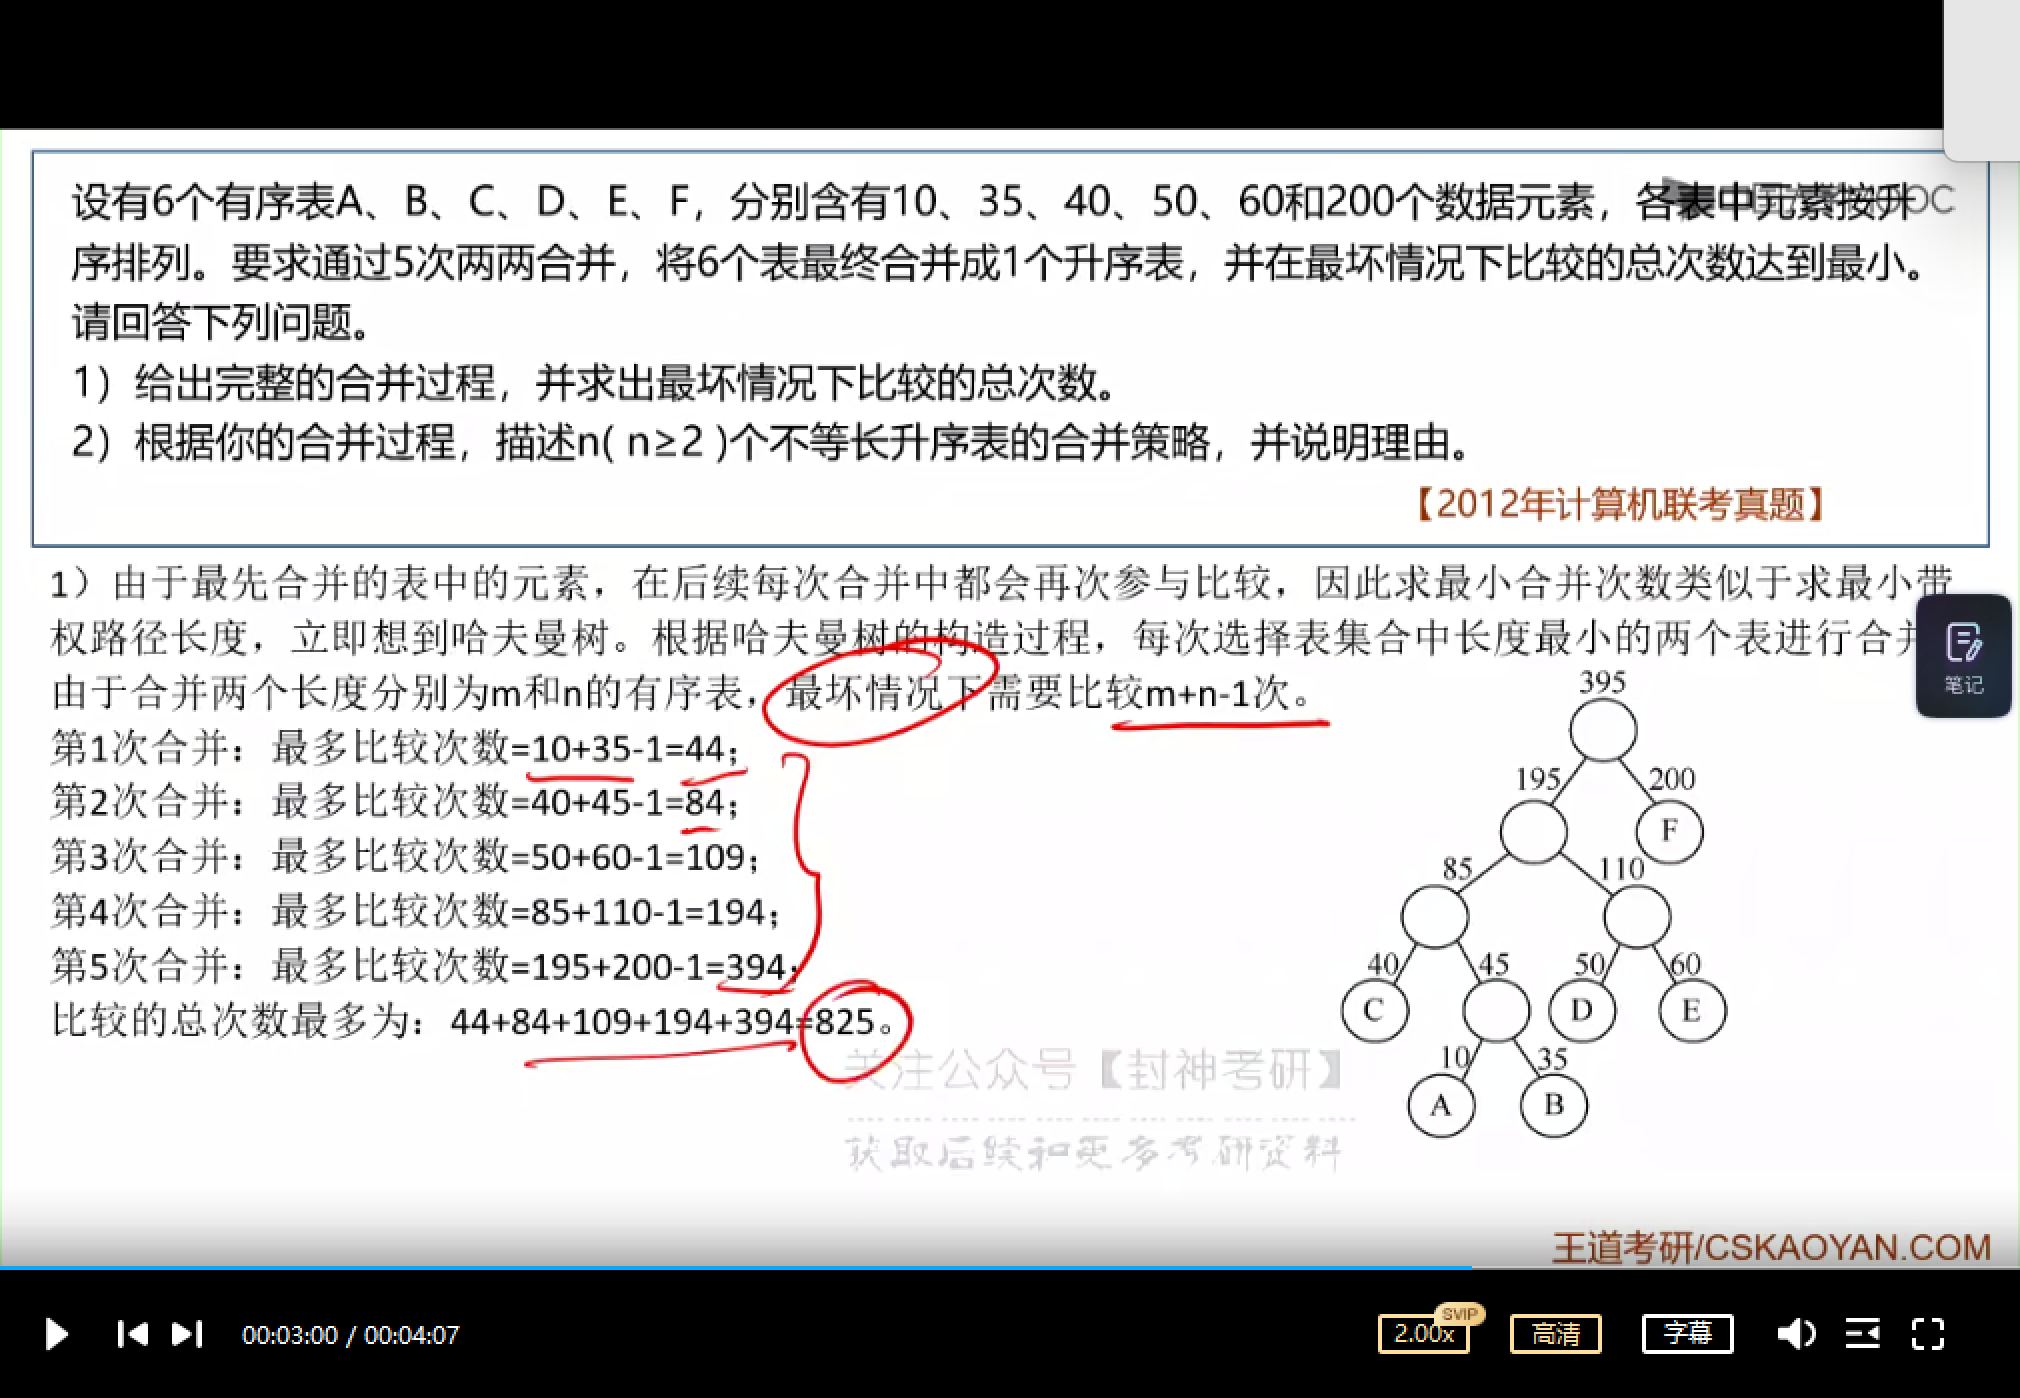 设有6个有序表A、B、C、D、E、F，分别含有10、35、40、50、60和200个数据元素，各表中元素按升
序排列。要求通过5次两两合并，将6个表最终合并成1个升序表，并在最坏情况下比较的总次数达到最小。
请回答下列问题。
1）给出完整的合并过程，并求出最坏情况下比较的总次数。
2）根据你的合并过程，描述n( n≥2 )个不等长升序表的合并策略，并说明理由。
【2012年计算机联考真题】
1）由于最先合并的表中的元素，在后续每次合并中都会再次参与比较，因此求最小合并次数类似于求最小带
权路径长度，立即想到哈夫曼树。根据哈夫曼树的构造过程，每次选择表集合中长度最小的两个表进行合并
由于合并两个长度分别为m和n的有序表，最坏情况下需要比较m+n-1次。
第1次合并：最多比较次数=10+35-1=44；
第2次合并：最多比较次数=40+45-1=84；
第3次合并：最多比较次数=50+60-1=109；
第4次合并：最多比较次数=85+110-1=194；
第5次合并：最多比较次数=195+200-1=394；
比较的总次数最多为：44+84+109+194+394=825。
395
195 200
F
85 110
40 45 50 60
C D E
10 35
A B
笔记
关注公众号【封神考研】
获取后续和更多考研资料
王道考研/CSKAOYAN.COM
00:03:00 / 00:04:07
2.00x SVIP 高清 字幕